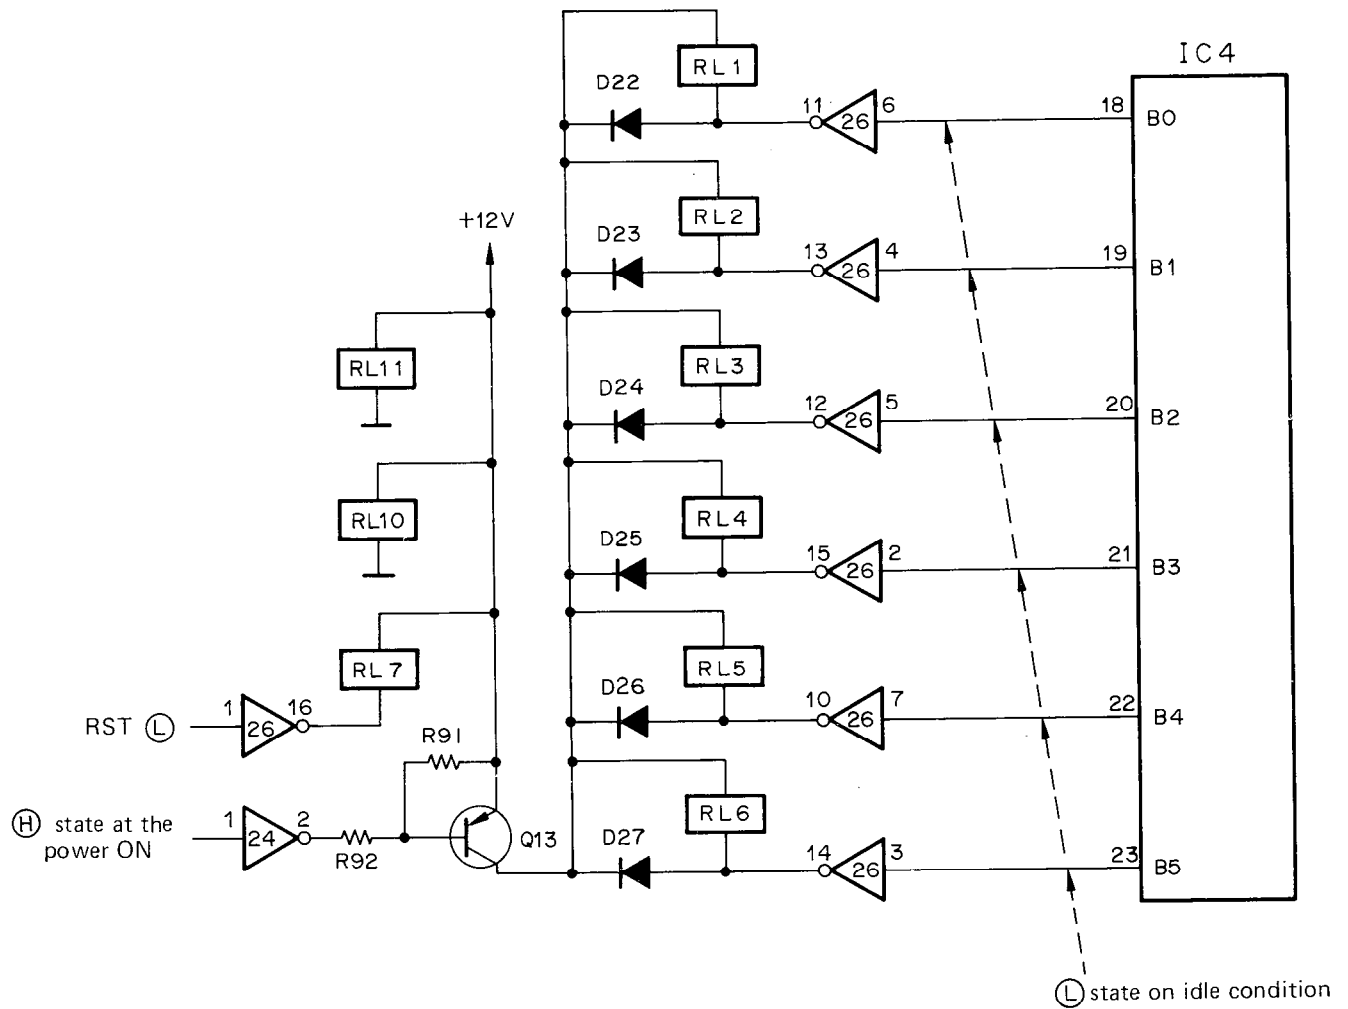 IC4
RL1
D22
11
26
6
18
B0
RL2
D23
13
26
4
19
B1
+12V
RL3
D24
12
26
5
20
B2
RL11
RL4
D25
15
26
2
21
B3
RL10
RL5
D26
10
26
7
22
B4
RL7
RST Ⓛ
1
26
16
R91
RL6
D27
14
26
3
23
B5
Ⓗ state at the
power ON
1
24
2
R92
Q13
Ⓛ state on idle condition